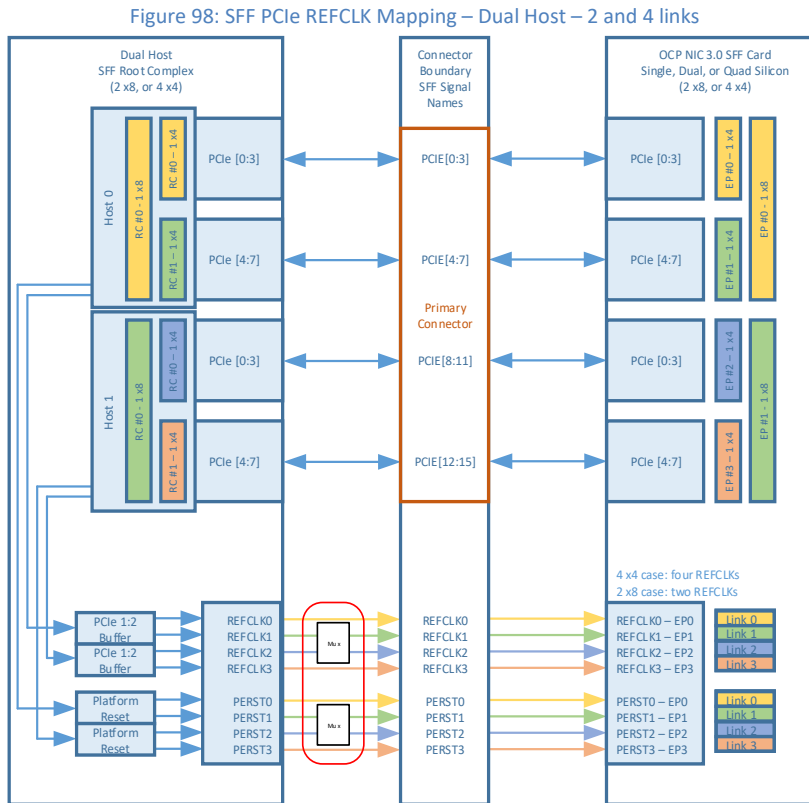 Figure 98: SFF PCIe REFCLK Mapping – Dual Host – 2 and 4 links
Dual Host
SFF Root Complex
(2 x8, or 4 x4)
Connector
Boundary
SFF Signal
Names
OCP NIC 3.0 SFF Card
Single, Dual, or Quad Silicon
(2 x8, or 4 x4)
Host 0
RC #0 - 1 x8
RC #0 – 1 x4
PCIe [0:3]
PCIE[0:3]
PCIe [0:3]
EP #0 – 1 x4
EP #0 - 1 x8
RC #1 – 1 x4
PCIe [4:7]
PCIE[4:7]
PCIe [4:7]
EP #1 – 1 x4
Primary
Connector
Host 1
RC #0 - 1 x8
RC #0 – 1 x4
PCIe [0:3]
PCIE[8:11]
PCIe [0:3]
EP #2 – 1 x4
EP #1 - 1 x8
RC #1 – 1 x4
PCIe [4:7]
PCIE[12:15]
PCIe [4:7]
EP #3 – 1 x4
4 x4 case: four REFCLKs
2 x8 case: two REFCLKs
PCIe 1:2
Buffer
PCIe 1:2
Buffer
REFCLK0
REFCLK1
REFCLK2
REFCLK3
Mux
REFCLK0
REFCLK1
REFCLK2
REFCLK3
REFCLK0 – EP0
REFCLK1 – EP1
REFCLK2 – EP2
REFCLK3 – EP3
Link 0
Link 1
Link 2
Link 3
Platform
Reset
Platform
Reset
PERST0
PERST1
PERST2
PERST3
Mux
PERST0
PERST1
PERST2
PERST3
PERST0 – EP0
PERST1 – EP1
PERST2 – EP2
PERST3 – EP3
Link 0
Link 1
Link 2
Link 3